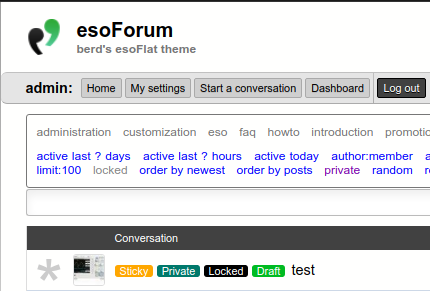 esoForum
berd's esoFlat theme
admin: Home My settings Start a conversation Dashboard Log out
administration customization eso faq howto introduction promotic
active last ? days active last ? hours active today author:member a
limit:100 locked order by newest order by posts private random re
Conversation
Sticky Private Locked Draft test